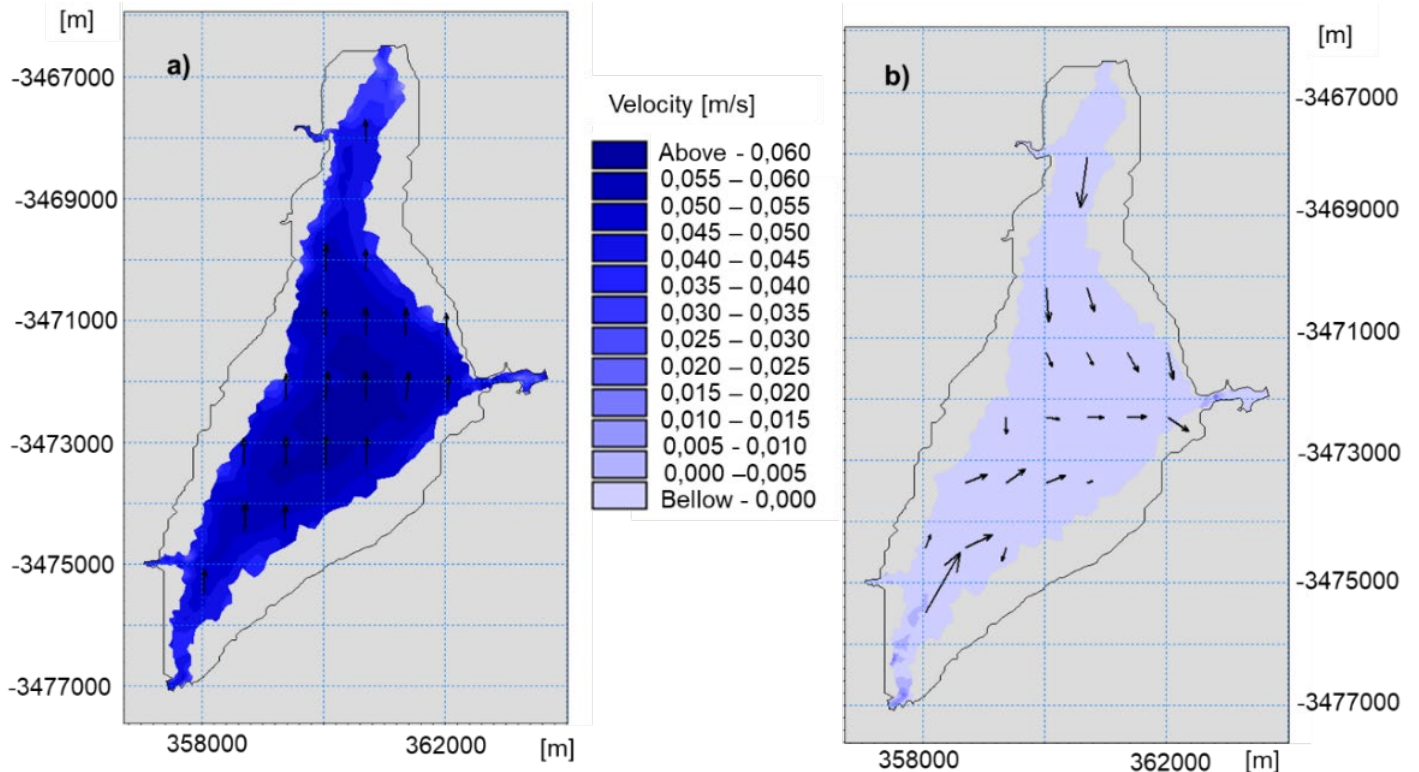 [m]
a)
-3467000
-3469000
-3471000
-3473000
-3475000
-3477000
358000
362000
[m]
Velocity [m/s]
Above - 0,060
0,055 – 0,060
0,050 – 0,055
0,045 – 0,050
0,040 – 0,045
0,035 – 0,040
0,030 – 0,035
0,025 – 0,030
0,020 – 0,025
0,015 – 0,020
0,010 – 0,015
0,005 - 0,010
0,000 –0,005
Bellow - 0,000
b)
[m]
-3467000
-3469000
-3471000
-3473000
-3475000
-3477000
358000
362000
[m]